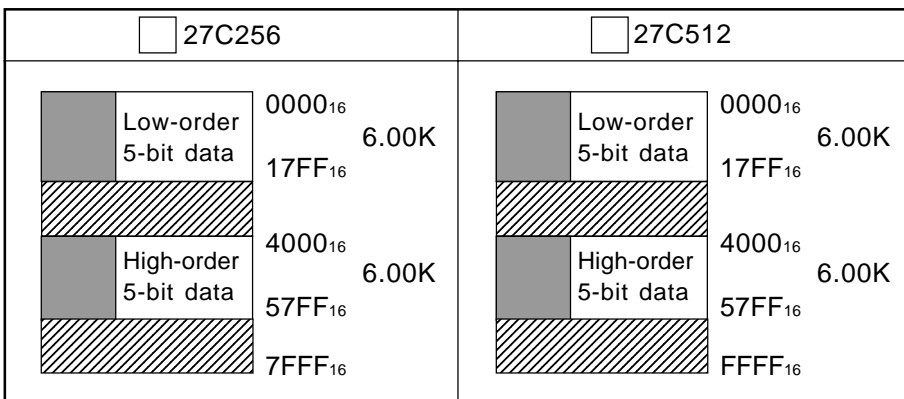 27C256
27C512
Low-order
5-bit data
0000₁₆
6.00K
17FF₁₆
High-order
5-bit data
4000₁₆
6.00K
57FF₁₆
7FFF₁₆
Low-order
5-bit data
0000₁₆
6.00K
17FF₁₆
High-order
5-bit data
4000₁₆
6.00K
57FF₁₆
FFFF₁₆